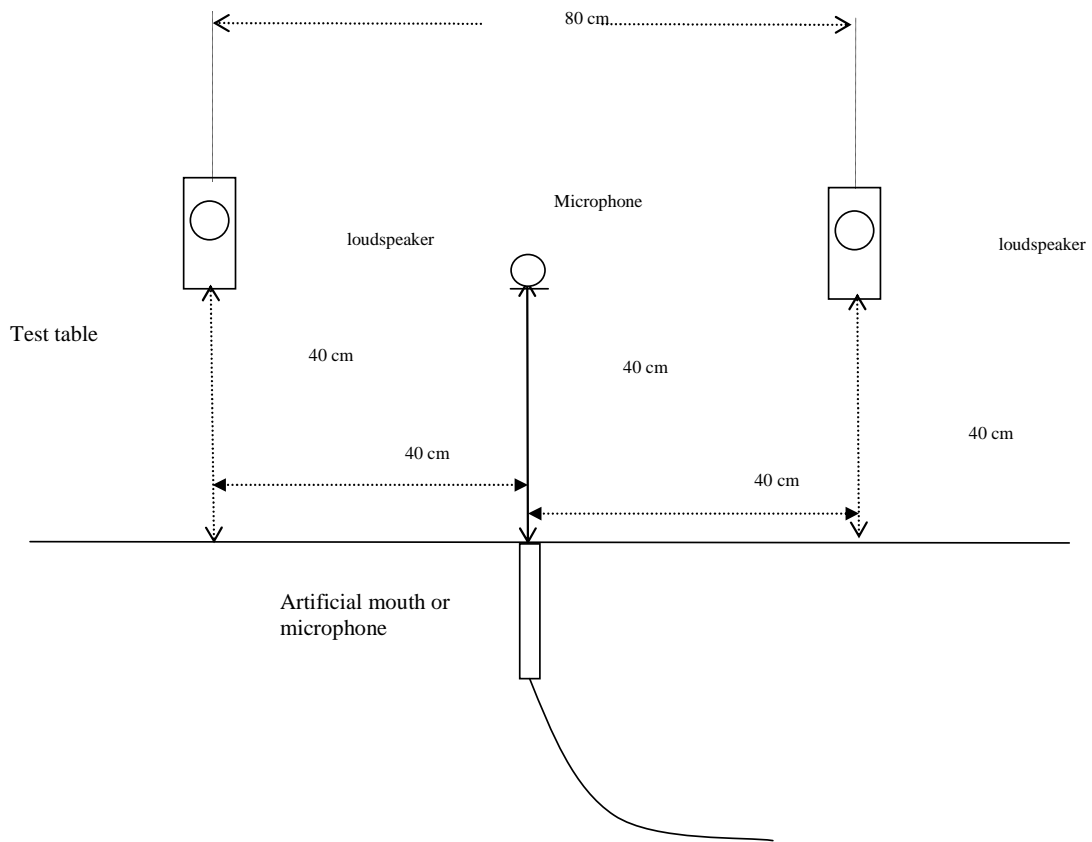 80 cm
Microphone
loudspeaker
loudspeaker
Test table
40 cm
40 cm
40 cm
40 cm
40 cm
Artificial mouth or
microphone